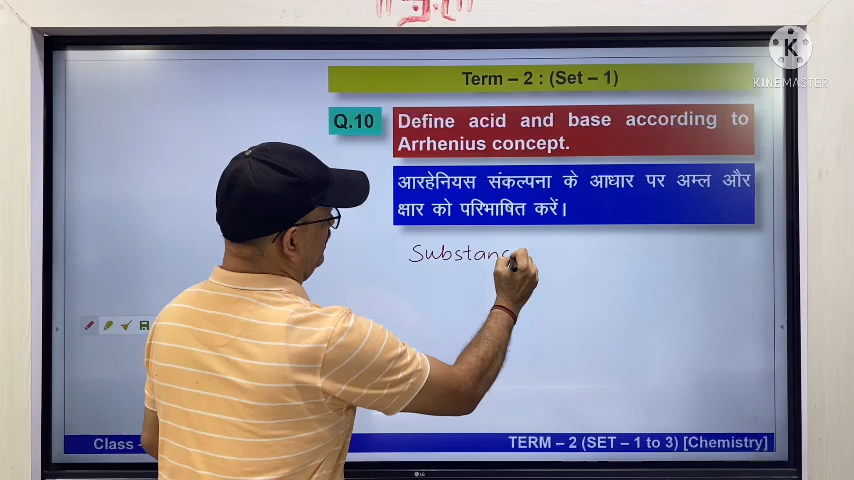 K
KINEMASTER
Term – 2 : (Set – 1)
Q.10
Define acid and base according to
Arrhenius concept.
आरहेनियस संकल्पना के आधार पर अम्ल और
क्षार को परिभाषित करें।
Substanc
Class -
TERM – 2 (SET – 1 to 3) [Chemistry]
LG